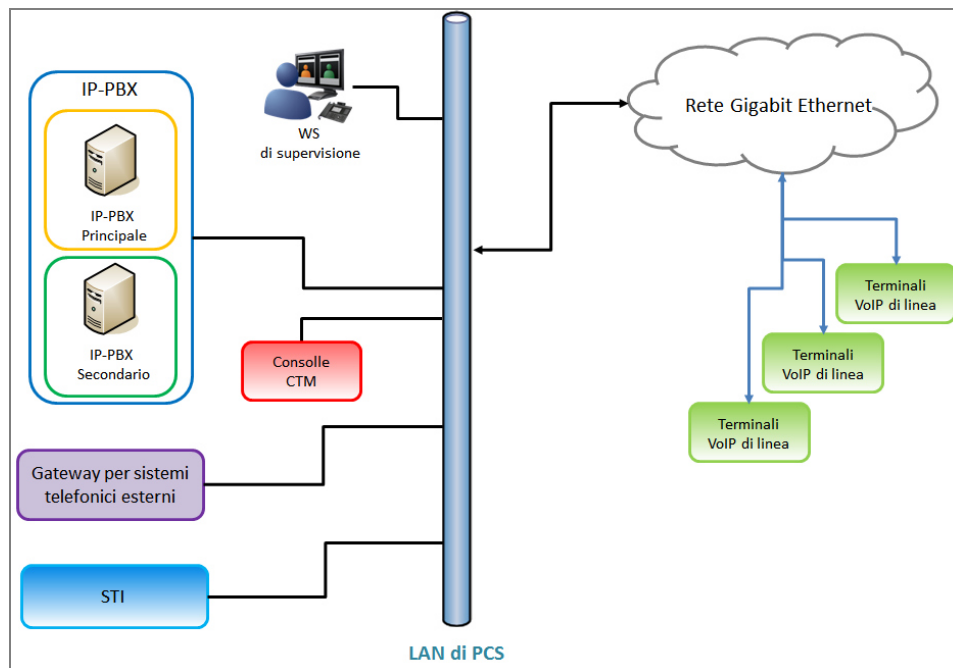 IP-PBX
IP-PBX
Principale
IP-PBX
Secondario
WS
di supervisione
Consolle
CTM
Gateway per sistemi
telefonici esterni
STI
LAN di PCS
Rete Gigabit Ethernet
Terminali
VoIP di linea
Terminali
VoIP di linea
Terminali
VoIP di linea